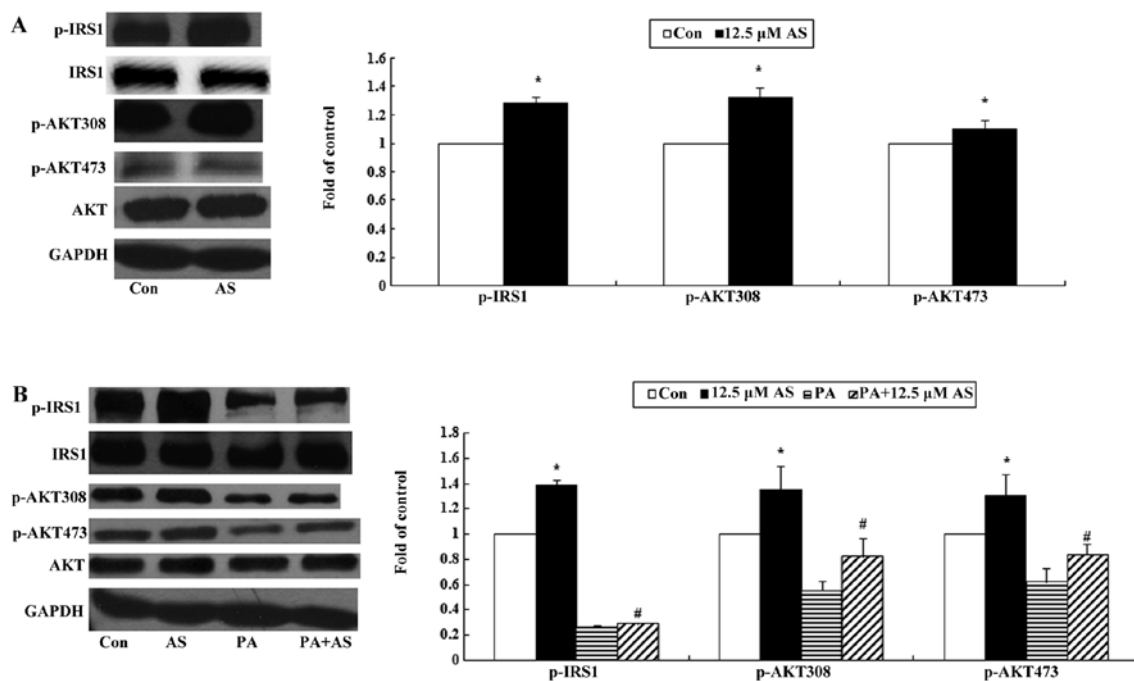 A
p-IRS1
IRS1
p-AKT308
p-AKT473
AKT
GAPDH
Con AS
Con 12.5 µM AS
Fold of control
1.6
1.4
1.2
1
0.8
0.6
0.4
0.2
0
*
*
*
p-IRS1 p-AKT308 p-AKT473
B
p-IRS1
IRS1
p-AKT308
p-AKT473
AKT
GAPDH
Con AS PA PA+AS
Con 12.5 µM AS PA PA+12.5 µM AS
Fold of control
1.8
1.6
1.4
1.2
1
0.8
0.6
0.4
0.2
0
*
#
*
#
*
#
p-IRS1 p-AKT308 p-AKT473